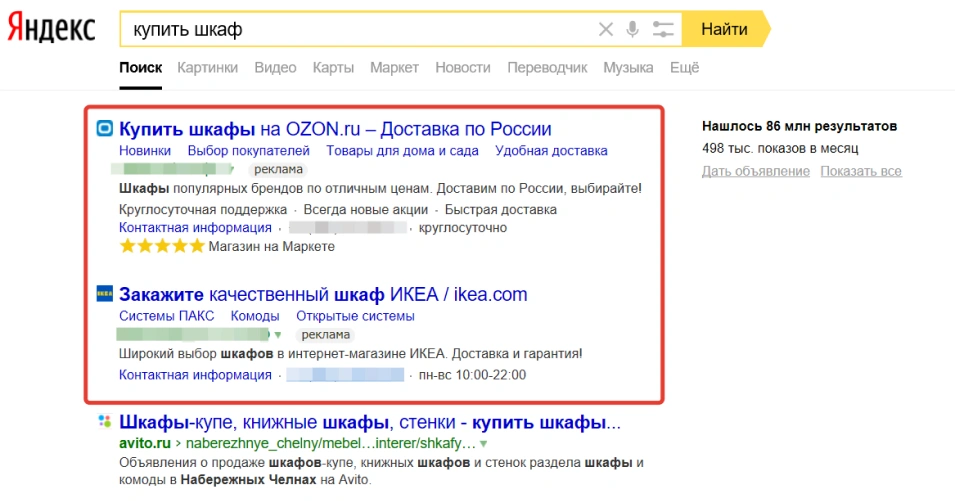 Яндекс
купить шкаф
Найти
Поиск Картинки Видео Карты Маркет Новости Переводчик Музыка Ещё
Купить шкафы на OZON.ru – Доставка по России
Новинки Выбор покупателей Товары для дома и сада Удобная доставка
реклама
Шкафы популярных брендов по отличным ценам. Доставим по России, выбирайте!
Круглосуточная поддержка · Всегда новые акции · Быстрая доставка
Контактная информация · · круглосуточно
Магазин на Маркете
IKEA
Закажите качественный шкаф ИКЕА / ikea.com
Системы ПАКС Комоды Открытые системы
реклама
Широкий выбор шкафов в интернет-магазине ИКЕА. Доставка и гарантия!
Контактная информация · · пн-вс 10:00-22:00
Шкафы-купе, книжные шкафы, стенки - купить шкафы...
avito.ru › naberezhnye_chelny/mebel…interer/shkafy…
Объявления о продаже шкафов-купе, книжных шкафов и стенок раздела шкафы и
комоды в Набережных Челнах на Avito.
Нашлось 86 млн результатов
498 тыс. показов в месяц
Дать объявление Показать все